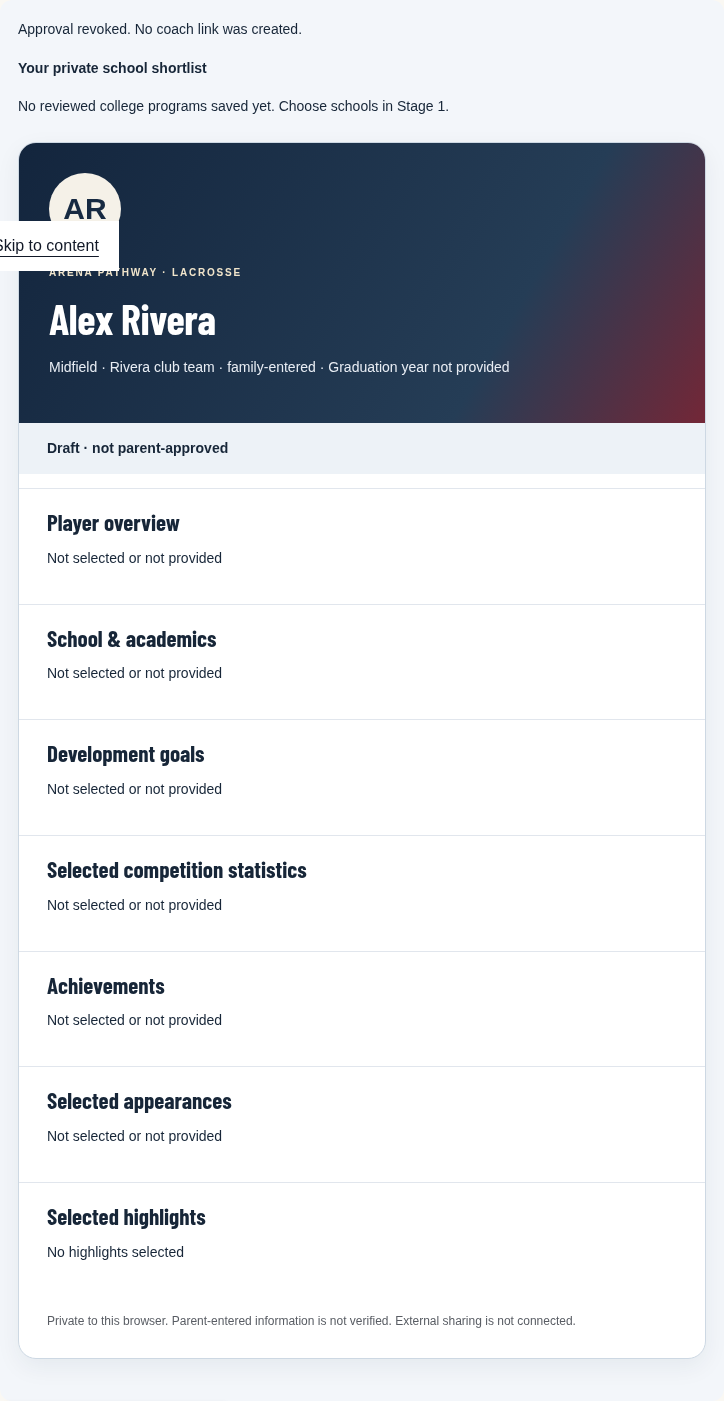 Approval revoked. No coach link was created.
Your private school shortlist
No reviewed college programs saved yet. Choose schools in Stage 1.
AR
Skip to content
ARENA PATHWAY · LACROSSE
Alex Rivera
Midfield · Rivera club team · family-entered · Graduation year not provided
Draft · not parent-approved
Player overview
Not selected or not provided
School & academics
Not selected or not provided
Development goals
Not selected or not provided
Selected competition statistics
Not selected or not provided
Achievements
Not selected or not provided
Selected appearances
Not selected or not provided
Selected highlights
No highlights selected
Private to this browser. Parent-entered information is not verified. External sharing is not connected.